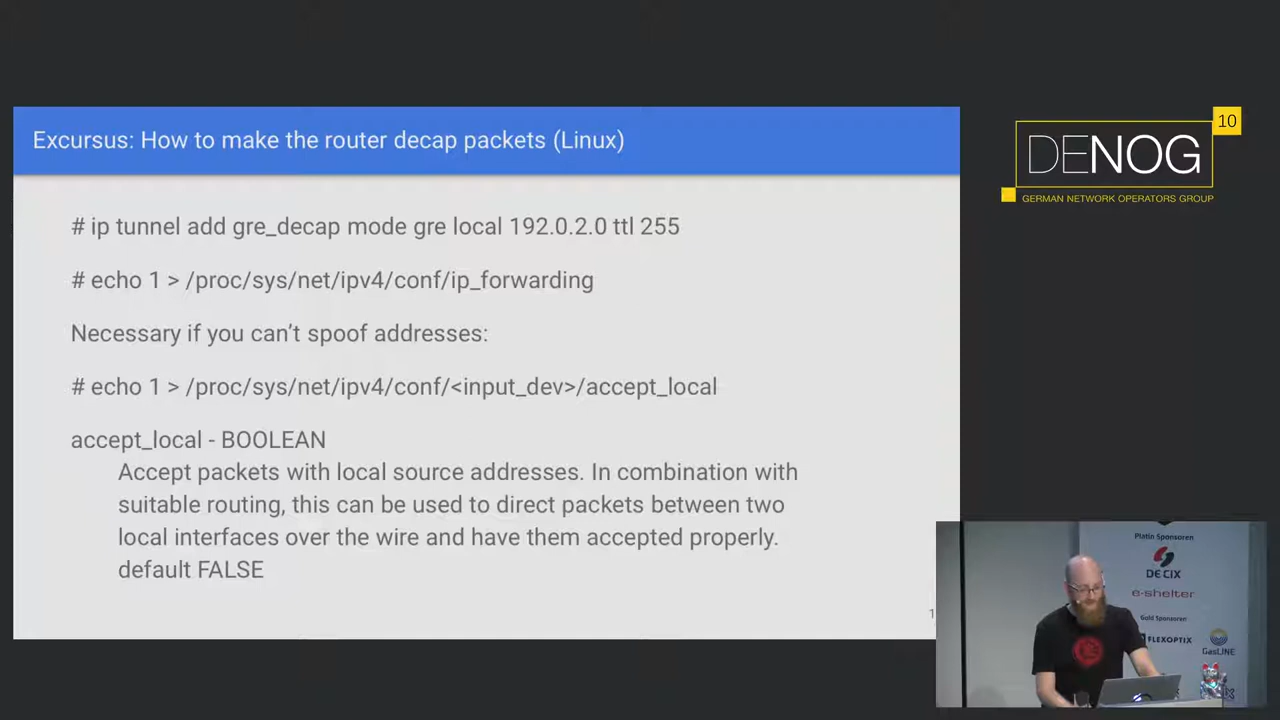 Excursus: How to make the router decap packets (Linux)
# ip tunnel add gre_decap mode gre local 192.0.2.0 ttl 255
# echo 1 > /proc/sys/net/ipv4/conf/ip_forwarding
Necessary if you can't spoof addresses:
# echo 1 > /proc/sys/net/ipv4/conf/<input_dev>/accept_local
accept_local - BOOLEAN
Accept packets with local source addresses. In combination with
suitable routing, this can be used to direct packets between two
local interfaces over the wire and have them accepted properly.
default FALSE
1
10
DENOG
GERMAN NETWORK OPERATORS GROUP
Platin Sponsoren
DE CIX
e-shelter
Gold Sponsoren
FLEXOPTIX
GasLINE